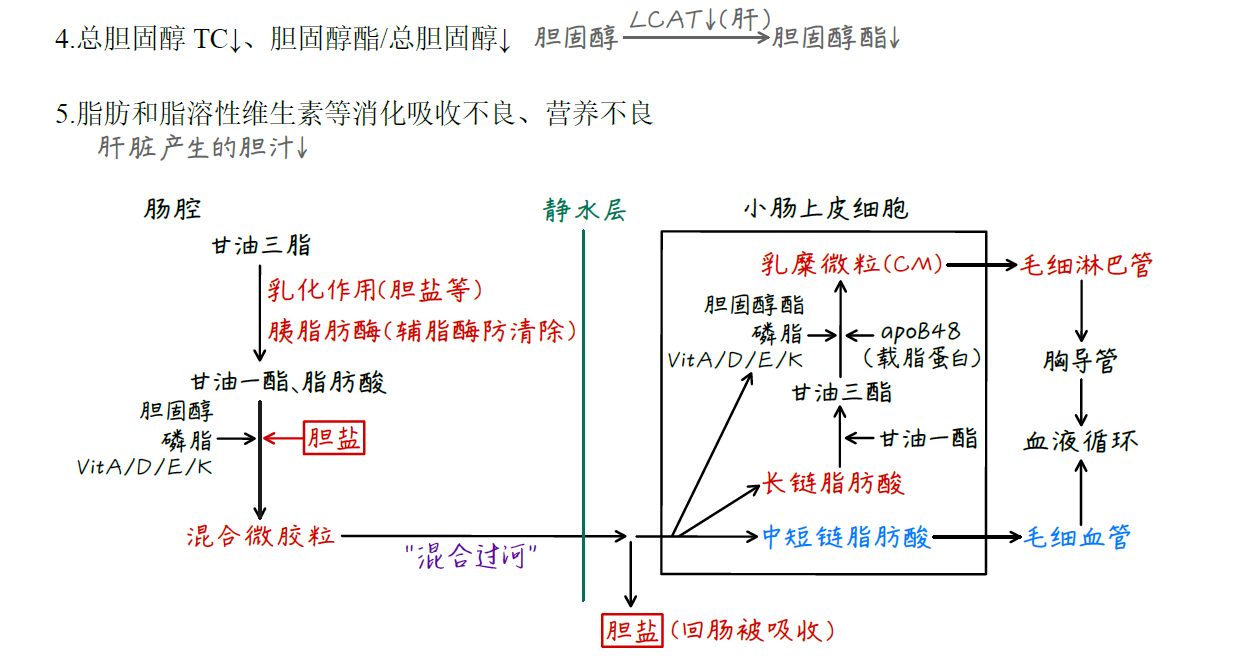 4.总胆固醇 TC↓、胆固醇酯/总胆固醇↓ 胆固醇 LCAT↓(肝) 胆固醇酯↓
5.脂肪和脂溶性维生素等消化吸收不良、营养不良
肝脏产生的胆汁↓
肠腔
静水层
小肠上皮细胞
甘油三脂
乳化作用(胆盐等)
胰脂肪酶(辅脂酶防清除)
甘油一酯、脂肪酸
胆固醇
磷脂
VitA/D/E/K
胆盐
混合微胶粒
"混合过河"
胆盐 (回肠被吸收)
乳糜微粒(CM)
胆固醇酯
磷脂
VitA/D/E/K
apoB48
(载脂蛋白)
甘油三酯
甘油一酯
长链脂肪酸
中短链脂肪酸
毛细淋巴管
胸导管
血液循环
毛细血管